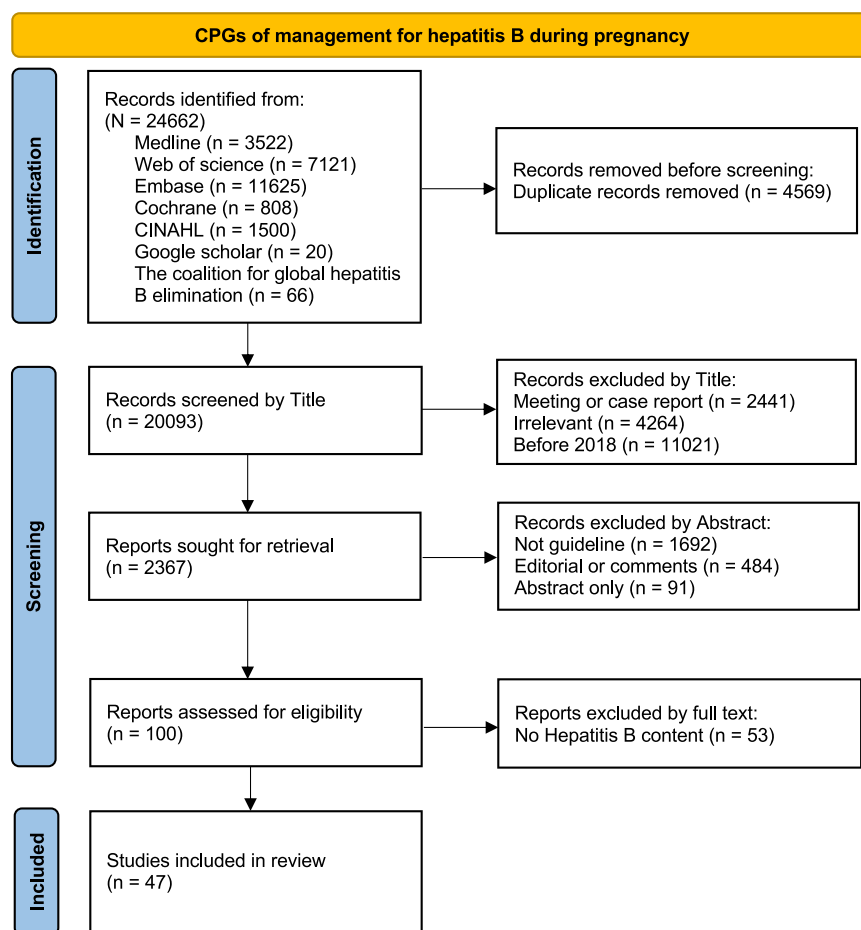 CPGs of management for hepatitis B during pregnancy
Identification
Records identified from:
(N = 24662)
Medline (n = 3522)
Web of science (n = 7121)
Embase (n = 11625)
Cochrane (n = 808)
CINAHL (n = 1500)
Google scholar (n = 20)
The coalition for global hepatitis
B elimination (n = 66)
Records removed before screening:
Duplicate records removed (n = 4569)
Screening
Records screened by Title
(n = 20093)
Records excluded by Title:
Meeting or case report (n = 2441)
Irrelevant (n = 4264)
Before 2018 (n = 11021)
Reports sought for retrieval
(n = 2367)
Records excluded by Abstract:
Not guideline (n = 1692)
Editorial or comments (n = 484)
Abstract only (n = 91)
Reports assessed for eligibility
(n = 100)
Reports excluded by full text:
No Hepatitis B content (n = 53)
Included
Studies included in review
(n = 47)